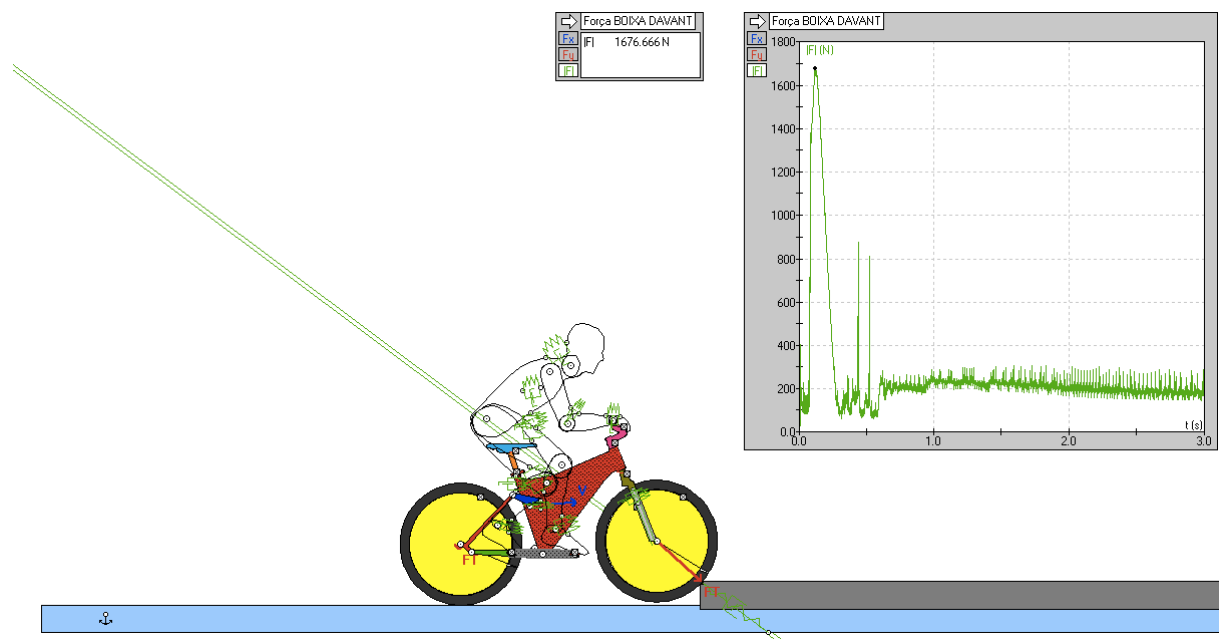 Força BOIXA DAVANT
Fx
Fy
|F|
|F| 1676.666 N
Força BOIXA DAVANT
Fx
Fy
|F|
|F| (N)
1800
1600
1400
1200
1000
800
600
400
200
0.0
0.0
1.0
2.0
3.0
t (s)
V
FT
FT